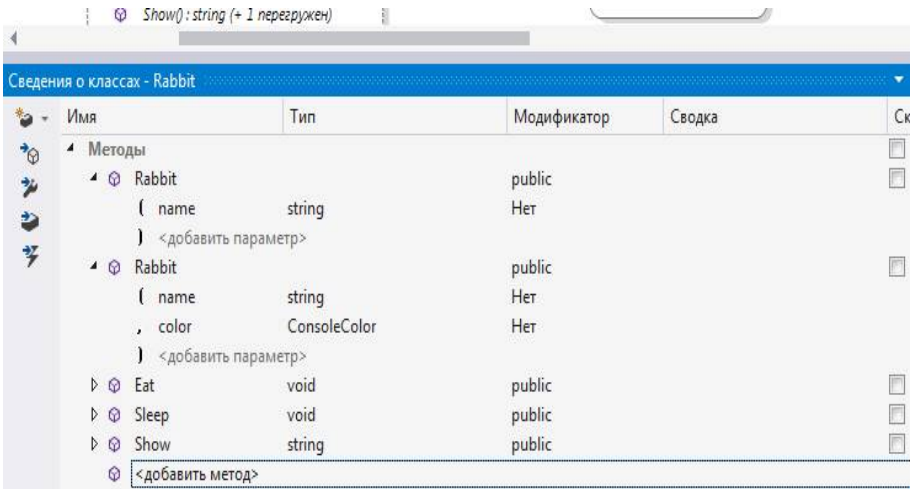 Show() : string (+ 1 перегружен)
Сведения о классах - Rabbit
Имя Тип Модификатор Сводка Ск
Методы
Rabbit public
( name string Нет
) <добавить параметр>
Rabbit public
( name string Нет
, color ConsoleColor Нет
) <добавить параметр>
Eat void public
Sleep void public
Show string public
<добавить метод>